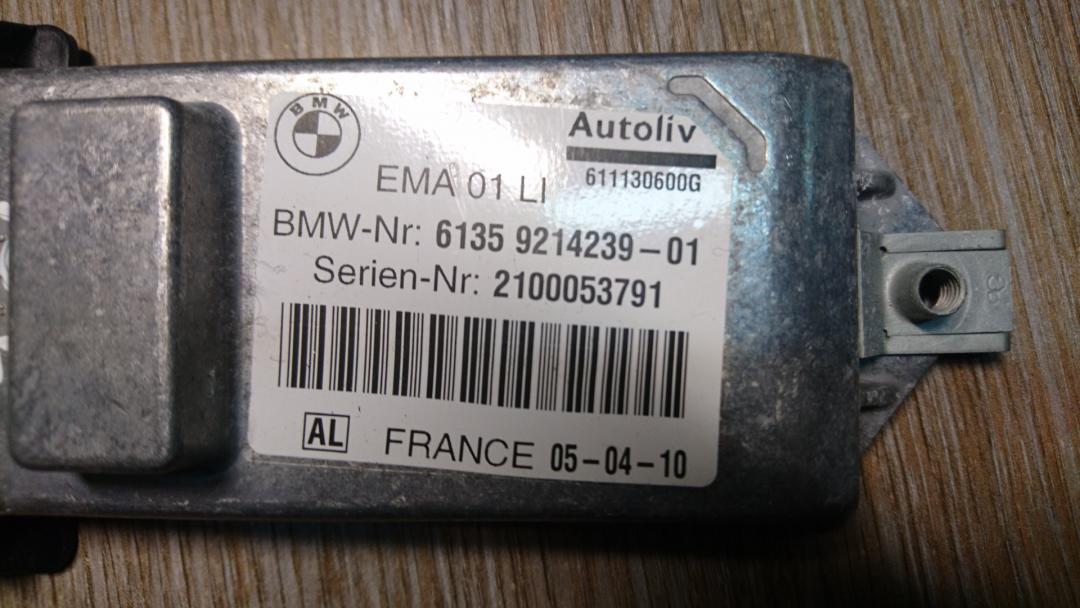 BMW
Autoliv
611130600G
EMA 01 LI
BMW-Nr: 6135 9214239-01
Serien-Nr: 2100053791
AL FRANCE 05-04-10